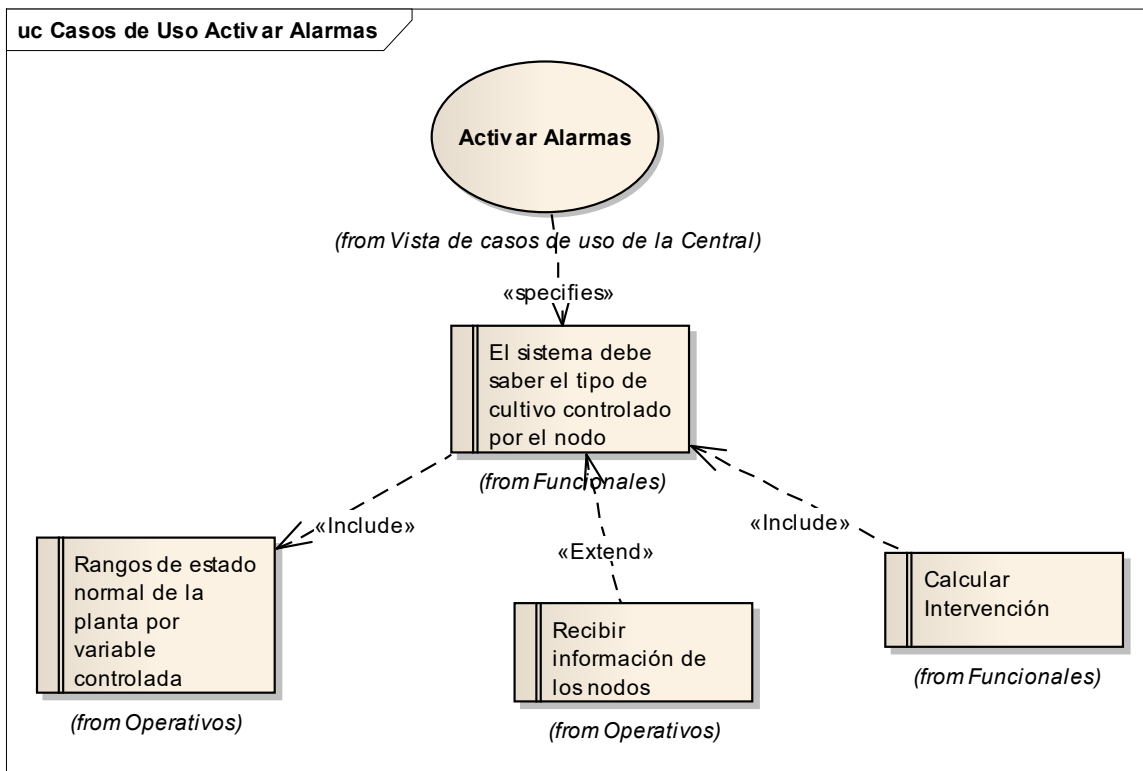 uc Casos de Uso Activar Alarmas
Activar Alarmas
(from Vista de casos de uso de la Central)
«specifies»
El sistema debe
saber el tipo de
cultivo controlado
por el nodo
(from Funcionales)
«Include»
«Extend»
«Include»
Rangos de estado
normal de la
planta por
variable
controlada
(from Operativos)
Recibir
información de
los nodos
(from Operativos)
Calcular
Intervención
(from Funcionales)